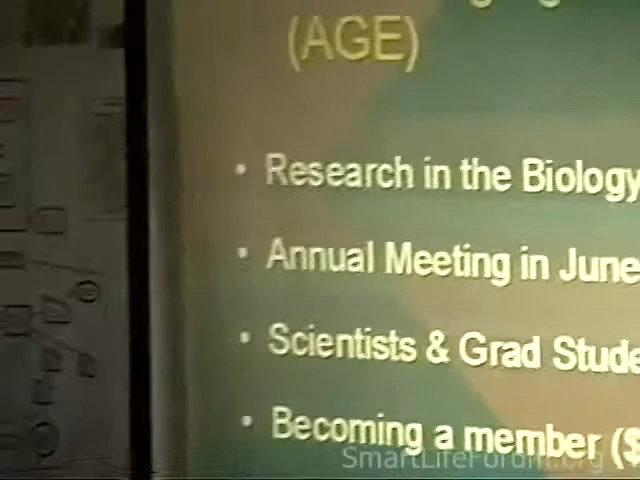 (AGE)
• Research in the Biology
• Annual Meeting in June
• Scientists & Grad Stude
• Becoming a member ($
SmartLifeForum.org